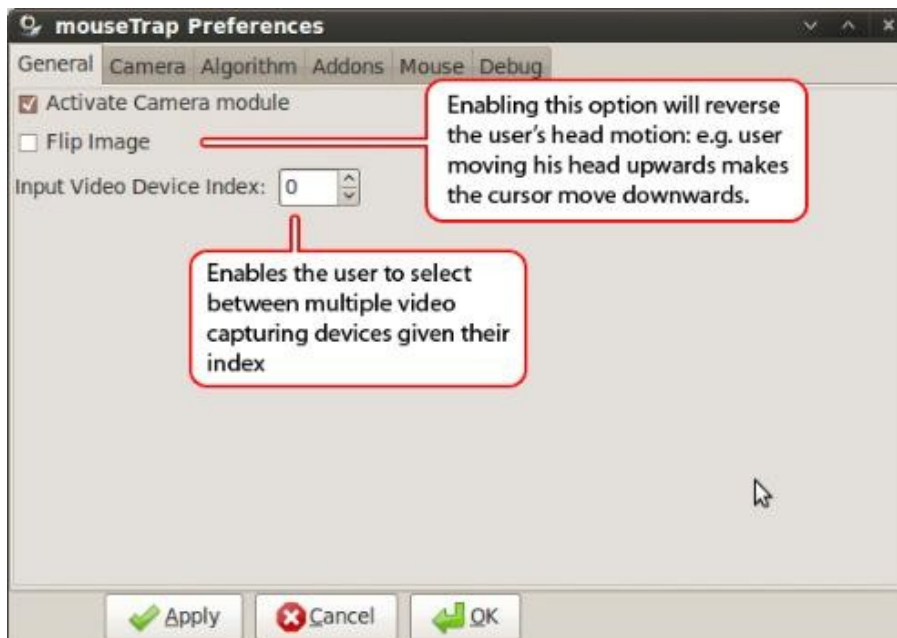 mouseTrap Preferences
General Camera Algorithm Addons Mouse Debug
Activate Camera module
Flip Image
Enabling this option will reverse
the user's head motion: e.g. user
moving his head upwards makes
the cursor move downwards.
Input Video Device Index: 0
Enables the user to select
between multiple video
capturing devices given their
index
Apply Cancel OK